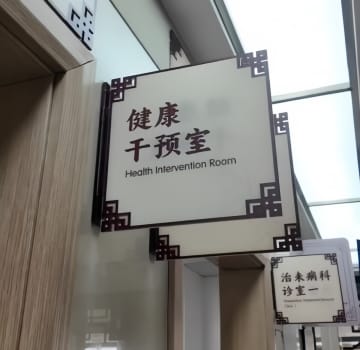 健康
干预室
Health Intervention Room
治未病科
诊室一